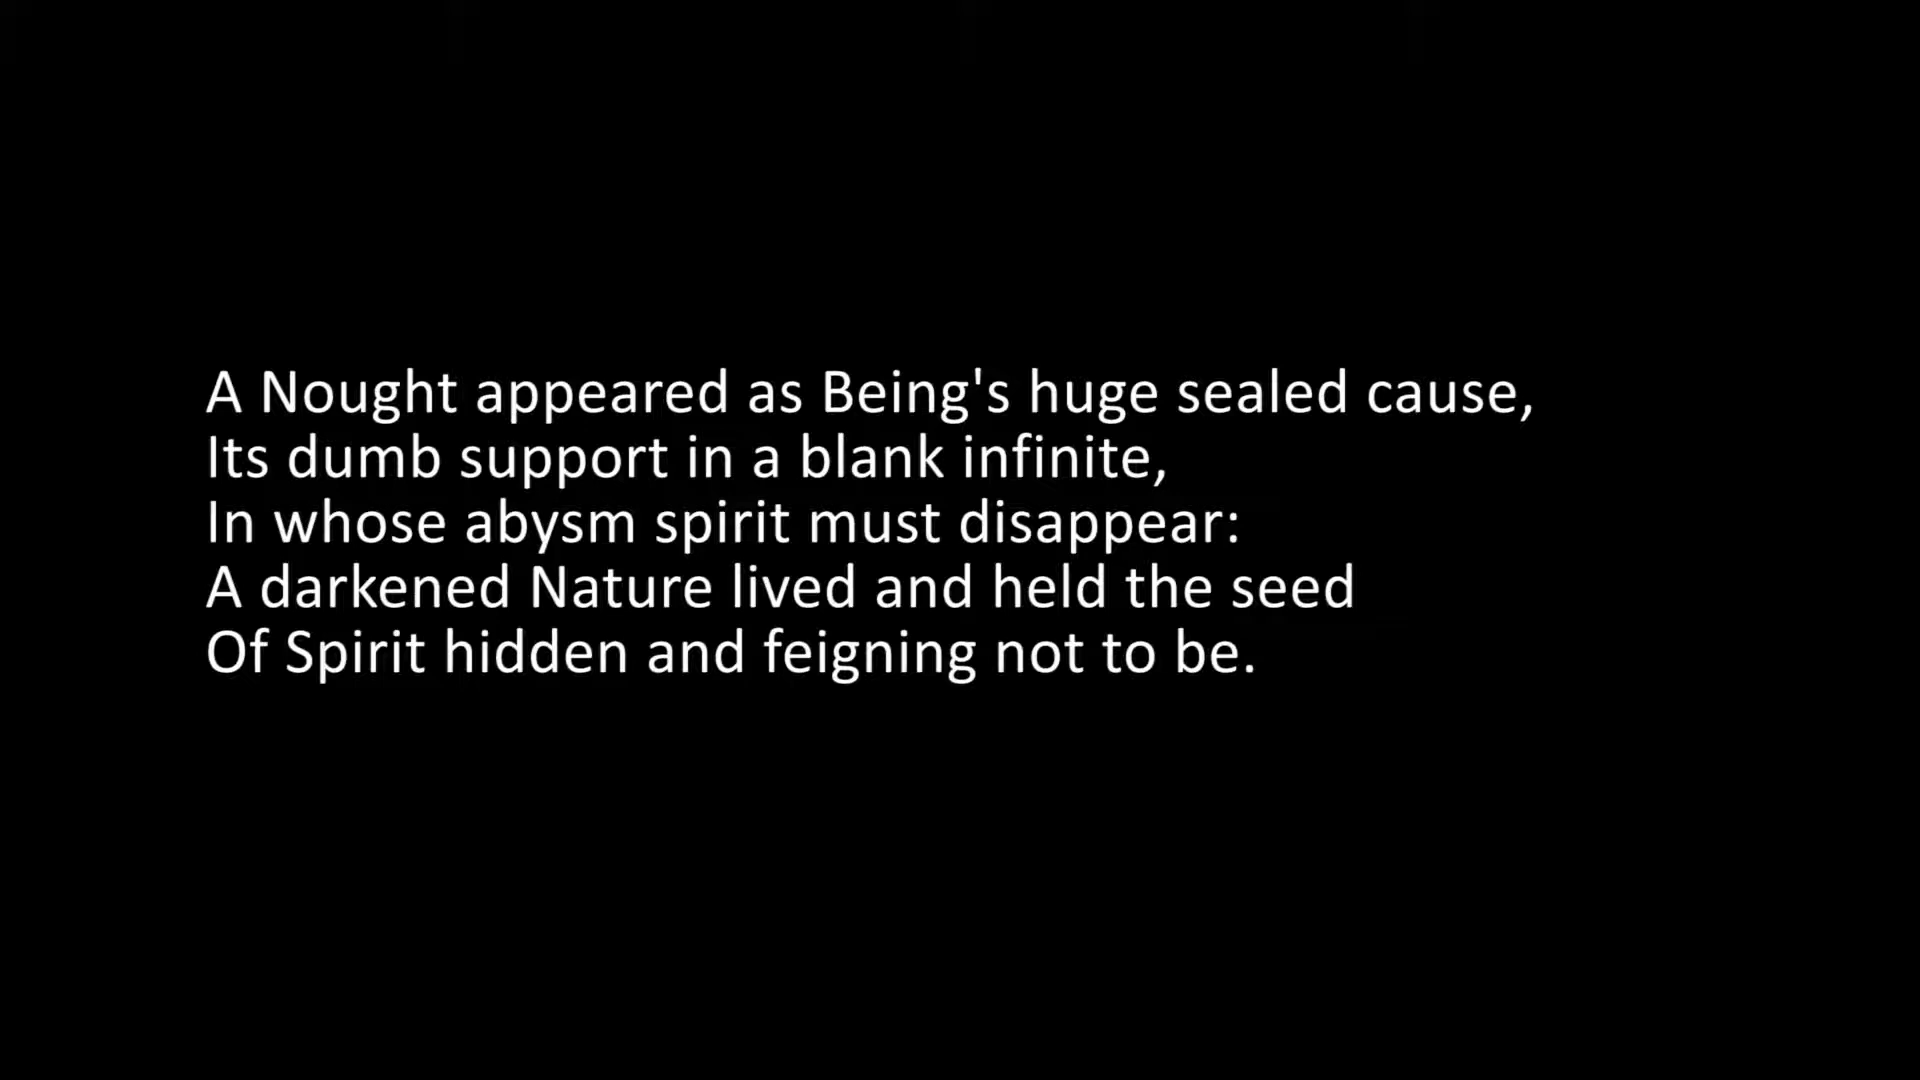 A Nought appeared as Being's huge sealed cause,
Its dumb support in a blank infinite,
In whose abysm spirit must disappear:
A darkened Nature lived and held the seed
Of Spirit hidden and feigning not to be.